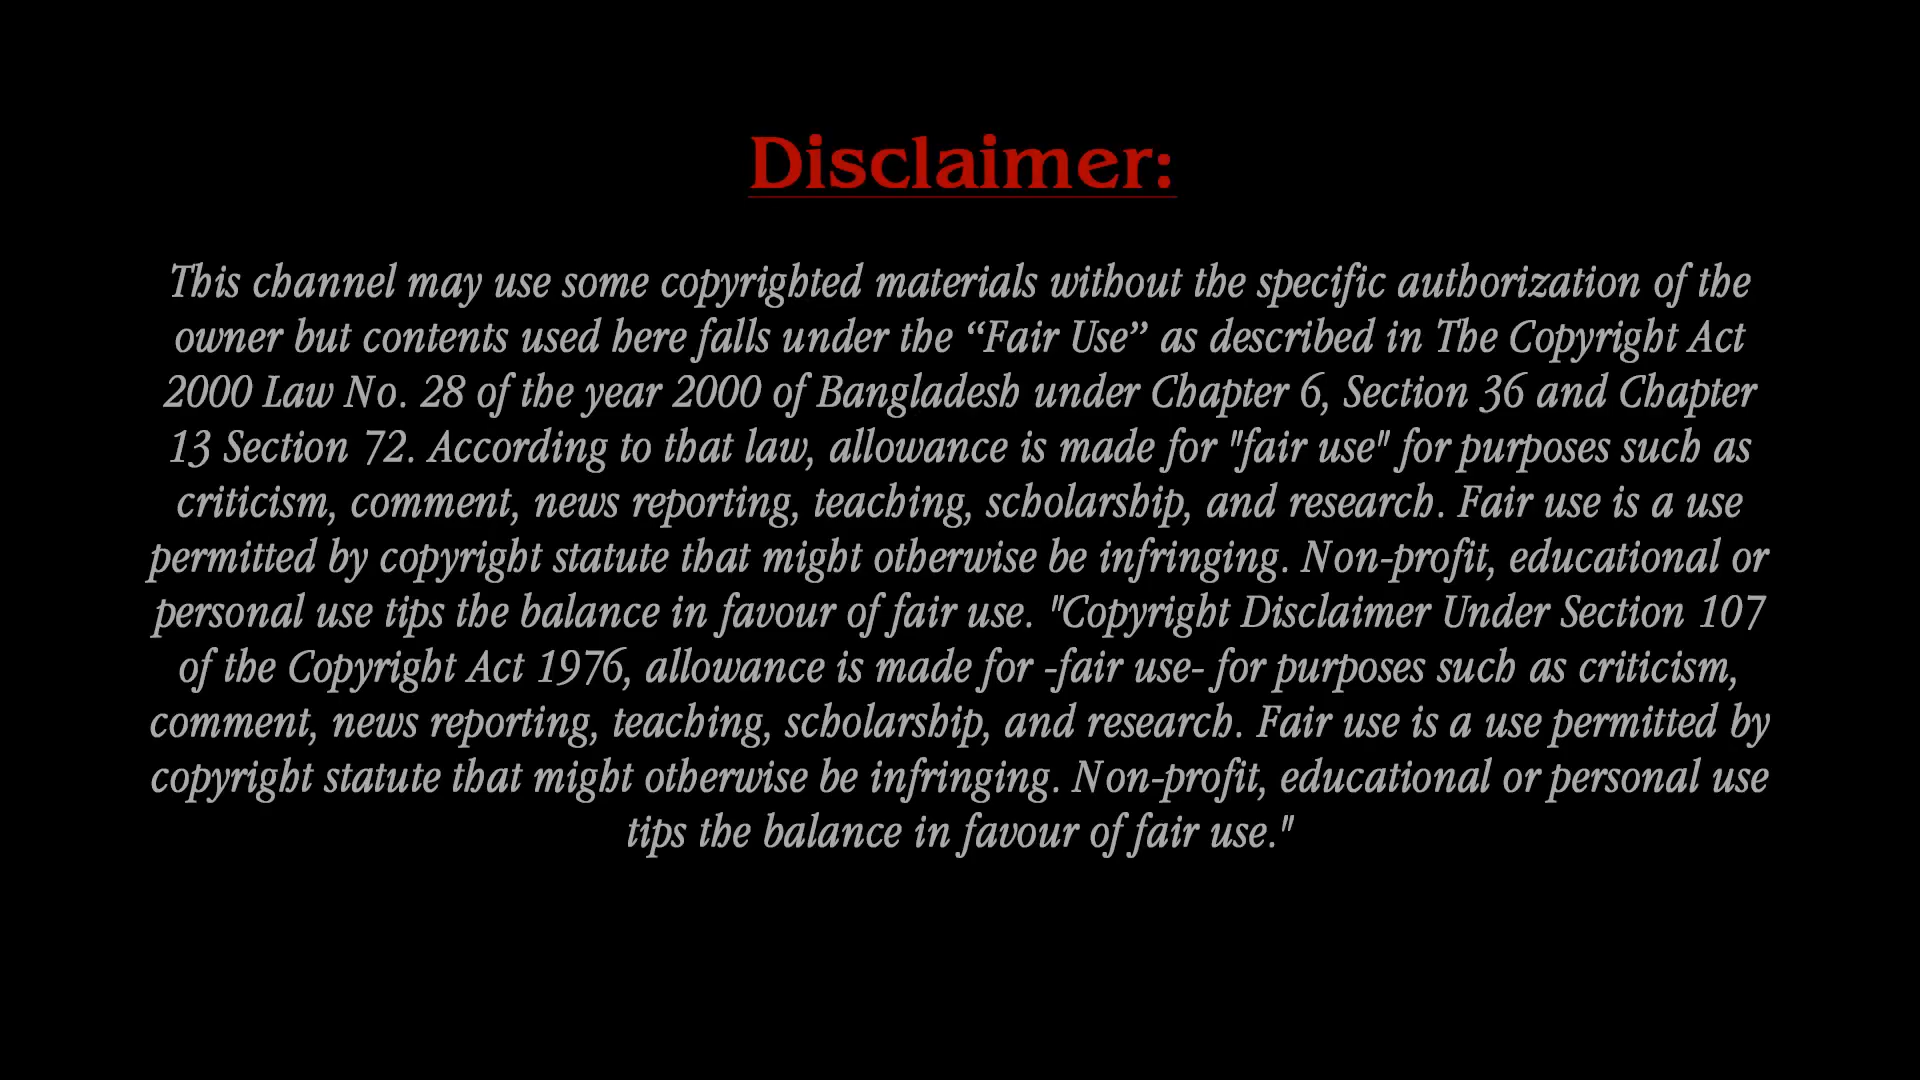 Disclaimer:
This channel may use some copyrighted materials without the specific authorization of the
owner but contents used here falls under the “Fair Use” as described in The Copyright Act
2000 Law No. 28 of the year 2000 of Bangladesh under Chapter 6, Section 36 and Chapter
13 Section 72. According to that law, allowance is made for "fair use" for purposes such as
criticism, comment, news reporting, teaching, scholarship, and research. Fair use is a use
permitted by copyright statute that might otherwise be infringing. Non-profit, educational or
personal use tips the balance in favour of fair use. "Copyright Disclaimer Under Section 107
of the Copyright Act 1976, allowance is made for -fair use- for purposes such as criticism,
comment, news reporting, teaching, scholarship, and research. Fair use is a use permitted by
copyright statute that might otherwise be infringing. Non-profit, educational or personal use
tips the balance in favour of fair use."